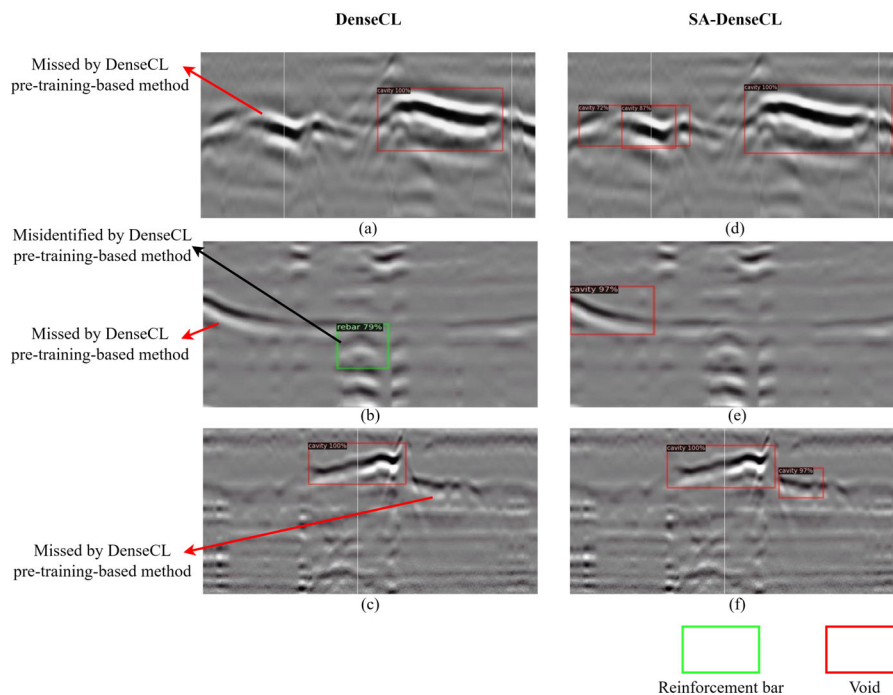 DenseCL
SA-DenseCL
Missed by DenseCL
pre-training-based method
cavity 100%
cavity 72%
cavity 87%
cavity 100%
(a)
(d)
Misidentified by DenseCL
pre-training-based method
Missed by DenseCL
pre-training-based method
rebar 79%
cavity 97%
(b)
(e)
cavity 100%
cavity 100%
cavity 97%
Missed by DenseCL
pre-training-based method
(c)
(f)
Reinforcement bar
Void